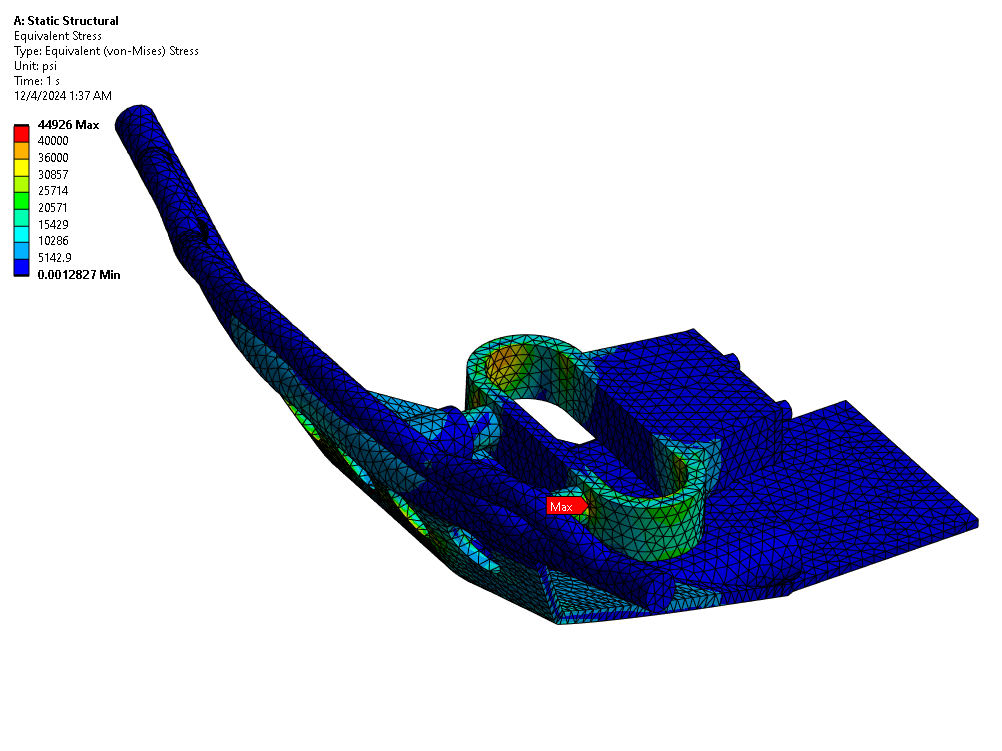 A: Static Structural
Equivalent Stress
Type: Equivalent (von-Mises) Stress
Unit: psi
Time: 1 s
12/4/2024 1:37 AM
44926 Max
40000
36000
30857
25714
20571
15429
10286
5142.9
0.0012827 Min
Max